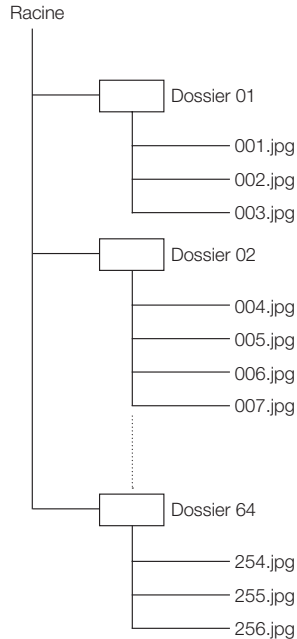 Racine
Dossier 01
001.jpg
002.jpg
003.jpg
Dossier 02
004.jpg
005.jpg
006.jpg
007.jpg
Dossier 64
254.jpg
255.jpg
256.jpg